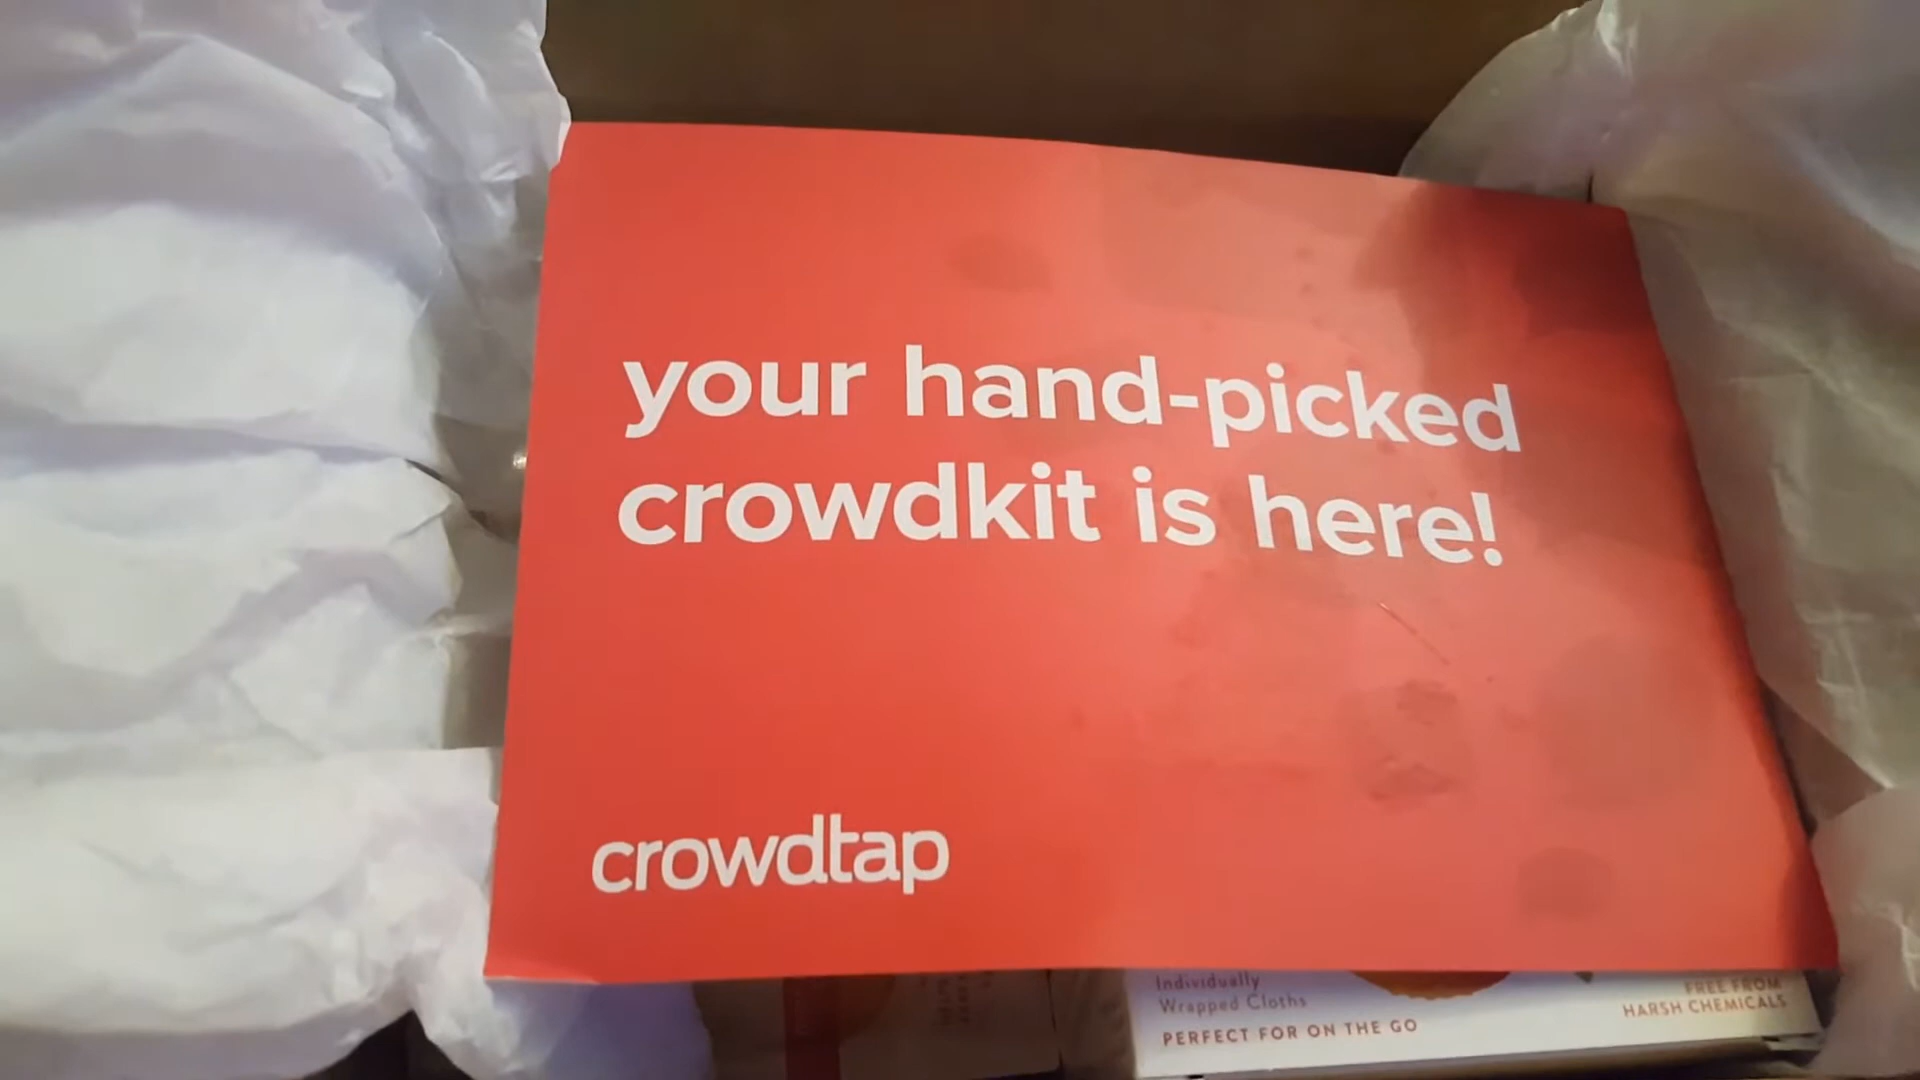 your hand-picked
crowdkit is here!
crowdtap
Individually
Wrapped Cloths
PERFECT FOR ON THE GO
FREE FROM
HARSH CHEMICALS